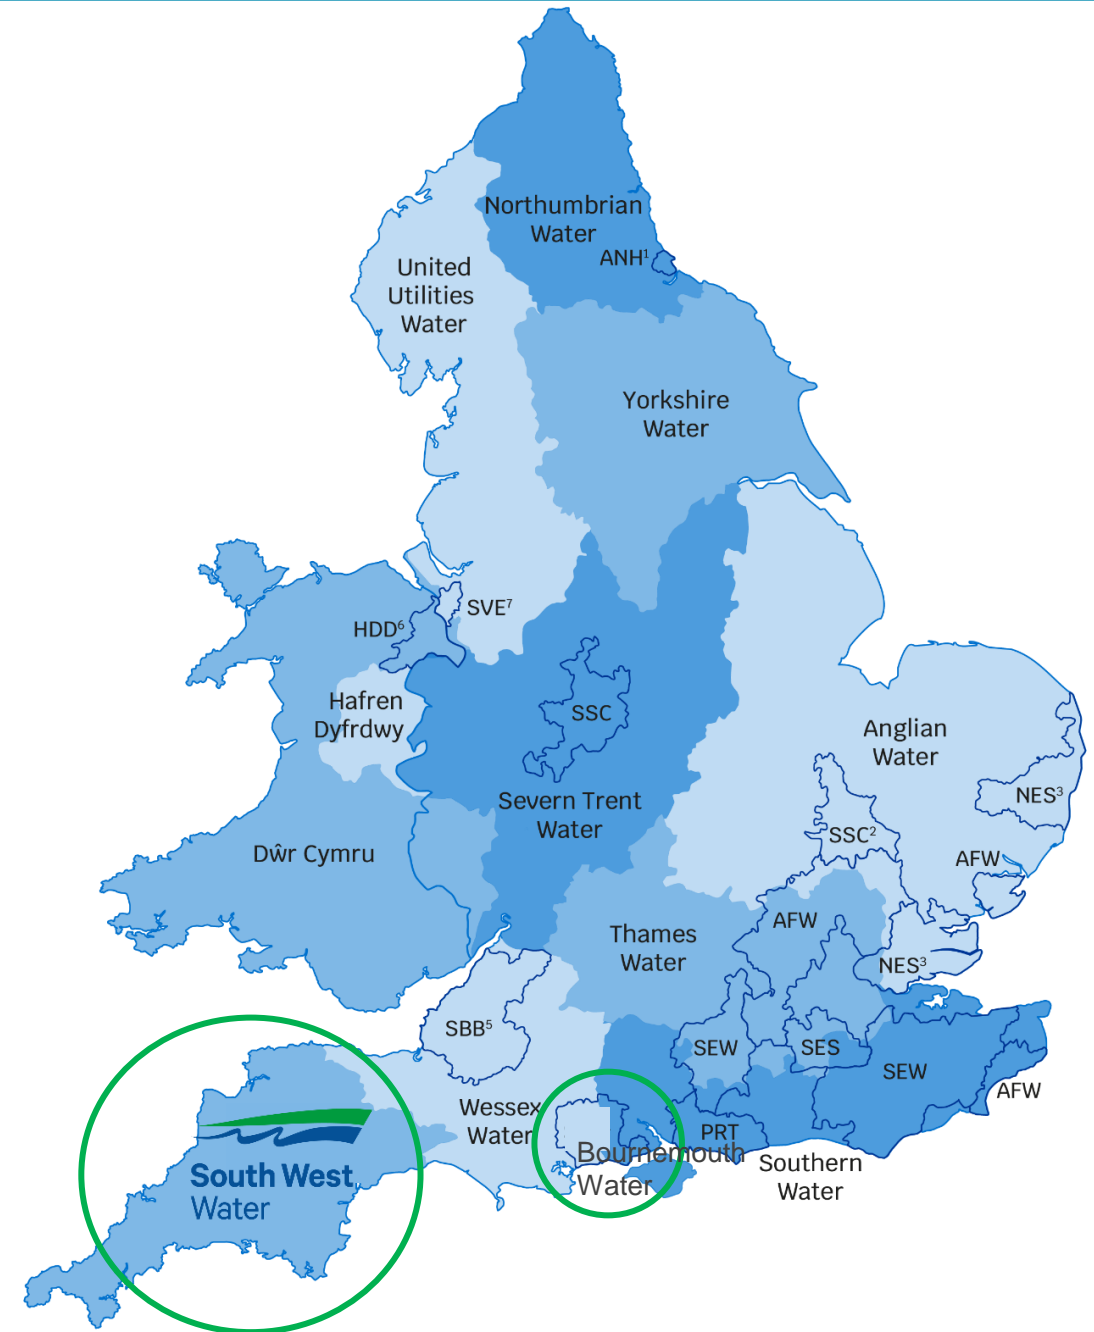 Northumbrian
Water
ANH¹
United
Utilities
Water
Yorkshire
Water
SVE⁷
HDD⁶
Hafren
Dyfrdwy
SSC
Anglian
Water
NES³
Severn Trent
Water
SSC²
Dŵr Cymru
AFW
AFW
Thames
Water
NES³
SBB⁵
SEW
SES
SEW
AFW
Wessex
Water
PRT
Bournemouth
Water
Southern
Water
South West
Water